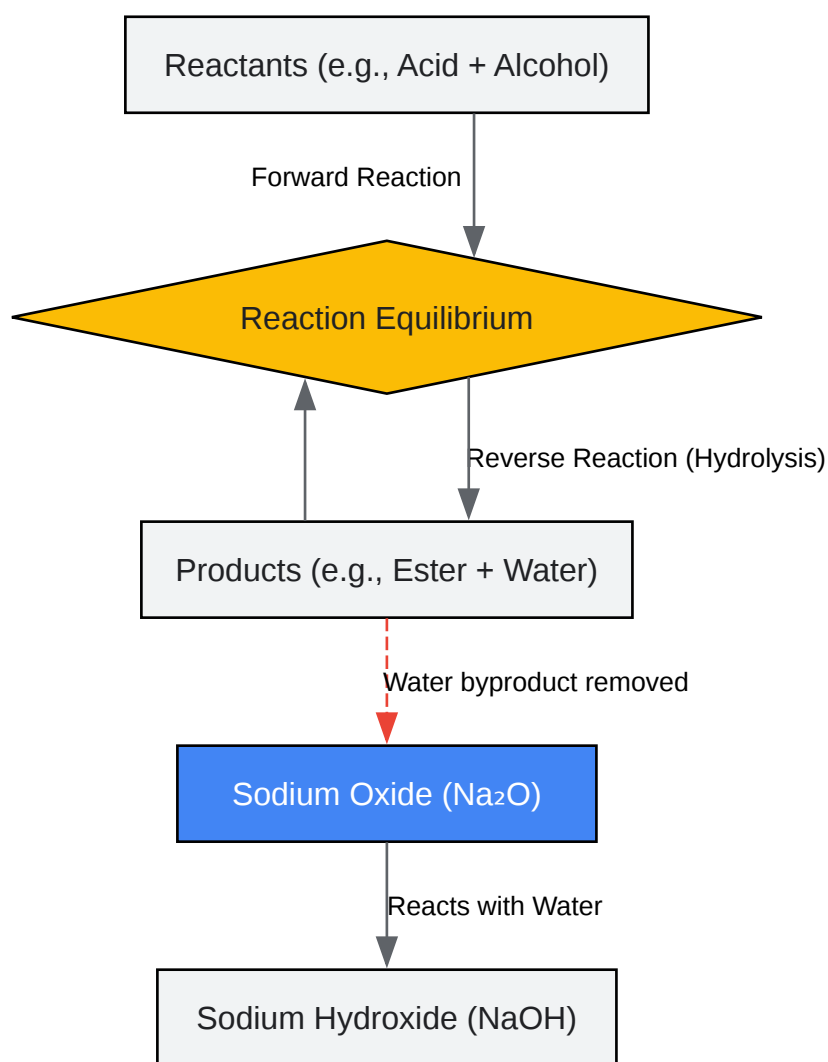 Reactants (e.g., Acid + Alcohol)
Forward Reaction
Reaction Equilibrium
Reverse Reaction (Hydrolysis)
Products (e.g., Ester + Water)
Water byproduct removed
Sodium Oxide (Na₂O)
Reacts with Water
Sodium Hydroxide (NaOH)